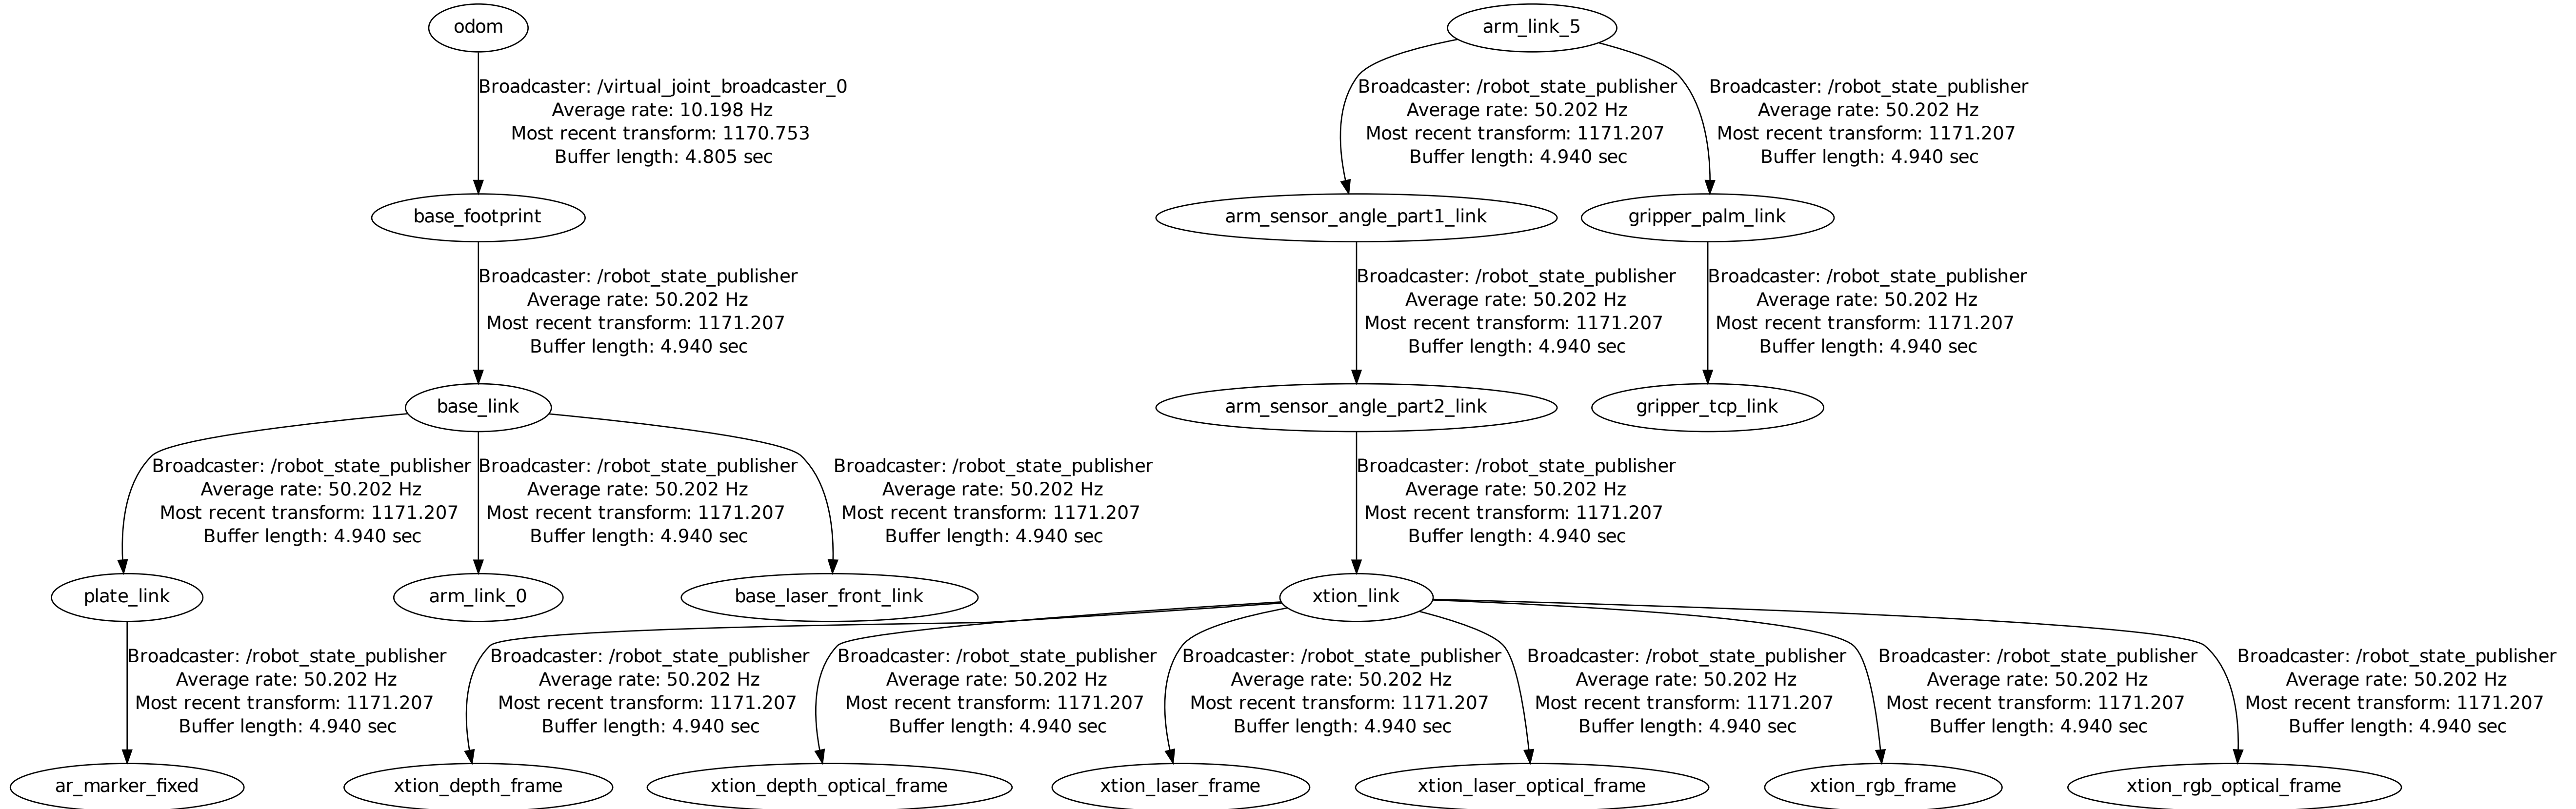 odom
arm_link_5
Broadcaster: /virtual_joint_broadcaster_0
Average rate: 10.198 Hz
Most recent transform: 1170.753
Buffer length: 4.805 sec
Broadcaster: /robot_state_publisher
Average rate: 50.202 Hz
Most recent transform: 1171.207
Buffer length: 4.940 sec
Broadcaster: /robot_state_publisher
Average rate: 50.202 Hz
Most recent transform: 1171.207
Buffer length: 4.940 sec
base_footprint
arm_sensor_angle_part1_link
gripper_palm_link
Broadcaster: /robot_state_publisher
Average rate: 50.202 Hz
Most recent transform: 1171.207
Buffer length: 4.940 sec
Broadcaster: /robot_state_publisher
Average rate: 50.202 Hz
Most recent transform: 1171.207
Buffer length: 4.940 sec
Broadcaster: /robot_state_publisher
Average rate: 50.202 Hz
Most recent transform: 1171.207
Buffer length: 4.940 sec
base_link
arm_sensor_angle_part2_link
gripper_tcp_link
Broadcaster: /robot_state_publisher
Average rate: 50.202 Hz
Most recent transform: 1171.207
Buffer length: 4.940 sec
Broadcaster: /robot_state_publisher
Average rate: 50.202 Hz
Most recent transform: 1171.207
Buffer length: 4.940 sec
Broadcaster: /robot_state_publisher
Average rate: 50.202 Hz
Most recent transform: 1171.207
Buffer length: 4.940 sec
Broadcaster: /robot_state_publisher
Average rate: 50.202 Hz
Most recent transform: 1171.207
Buffer length: 4.940 sec
plate_link
arm_link_0
base_laser_front_link
xtion_link
Broadcaster: /robot_state_publisher
Average rate: 50.202 Hz
Most recent transform: 1171.207
Buffer length: 4.940 sec
Broadcaster: /robot_state_publisher
Average rate: 50.202 Hz
Most recent transform: 1171.207
Buffer length: 4.940 sec
Broadcaster: /robot_state_publisher
Average rate: 50.202 Hz
Most recent transform: 1171.207
Buffer length: 4.940 sec
Broadcaster: /robot_state_publisher
Average rate: 50.202 Hz
Most recent transform: 1171.207
Buffer length: 4.940 sec
Broadcaster: /robot_state_publisher
Average rate: 50.202 Hz
Most recent transform: 1171.207
Buffer length: 4.940 sec
Broadcaster: /robot_state_publisher
Average rate: 50.202 Hz
Most recent transform: 1171.207
Buffer length: 4.940 sec
Broadcaster: /robot_state_publisher
Average rate: 50.202 Hz
Most recent transform: 1171.207
Buffer length: 4.940 sec
ar_marker_fixed
xtion_depth_frame
xtion_depth_optical_frame
xtion_laser_frame
xtion_laser_optical_frame
xtion_rgb_frame
xtion_rgb_optical_frame